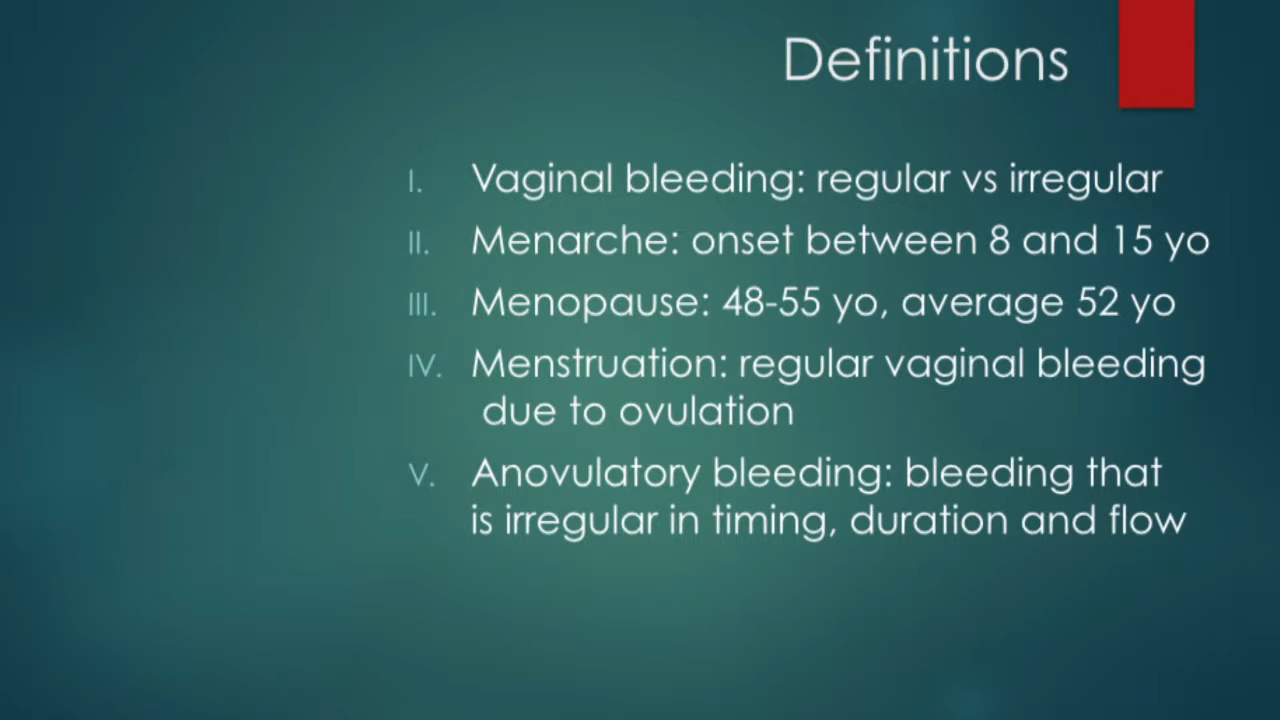 Definitions
I. Vaginal bleeding: regular vs irregular
II. Menarche: onset between 8 and 15 yo
III. Menopause: 48-55 yo, average 52 yo
IV. Menstruation: regular vaginal bleeding
due to ovulation
V. Anovulatory bleeding: bleeding that
is irregular in timing, duration and flow